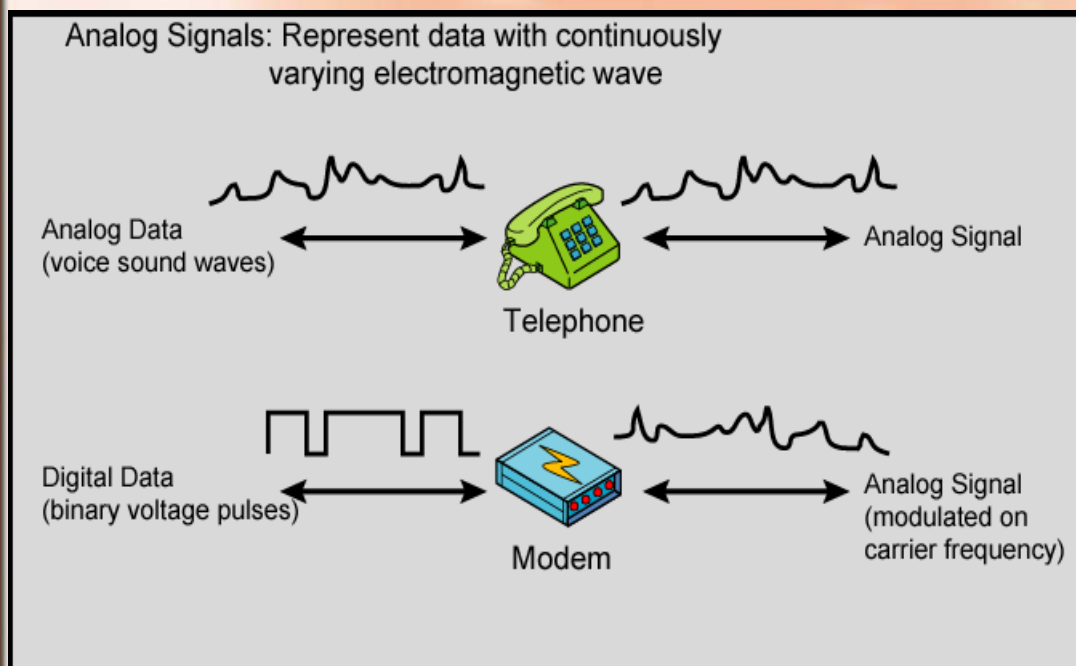 Analog Signals: Represent data with continuously
varying electromagnetic wave
Analog Data
(voice sound waves)
Analog Signal
Telephone
Digital Data
(binary voltage pulses)
Analog Signal
(modulated on
carrier frequency)
Modem